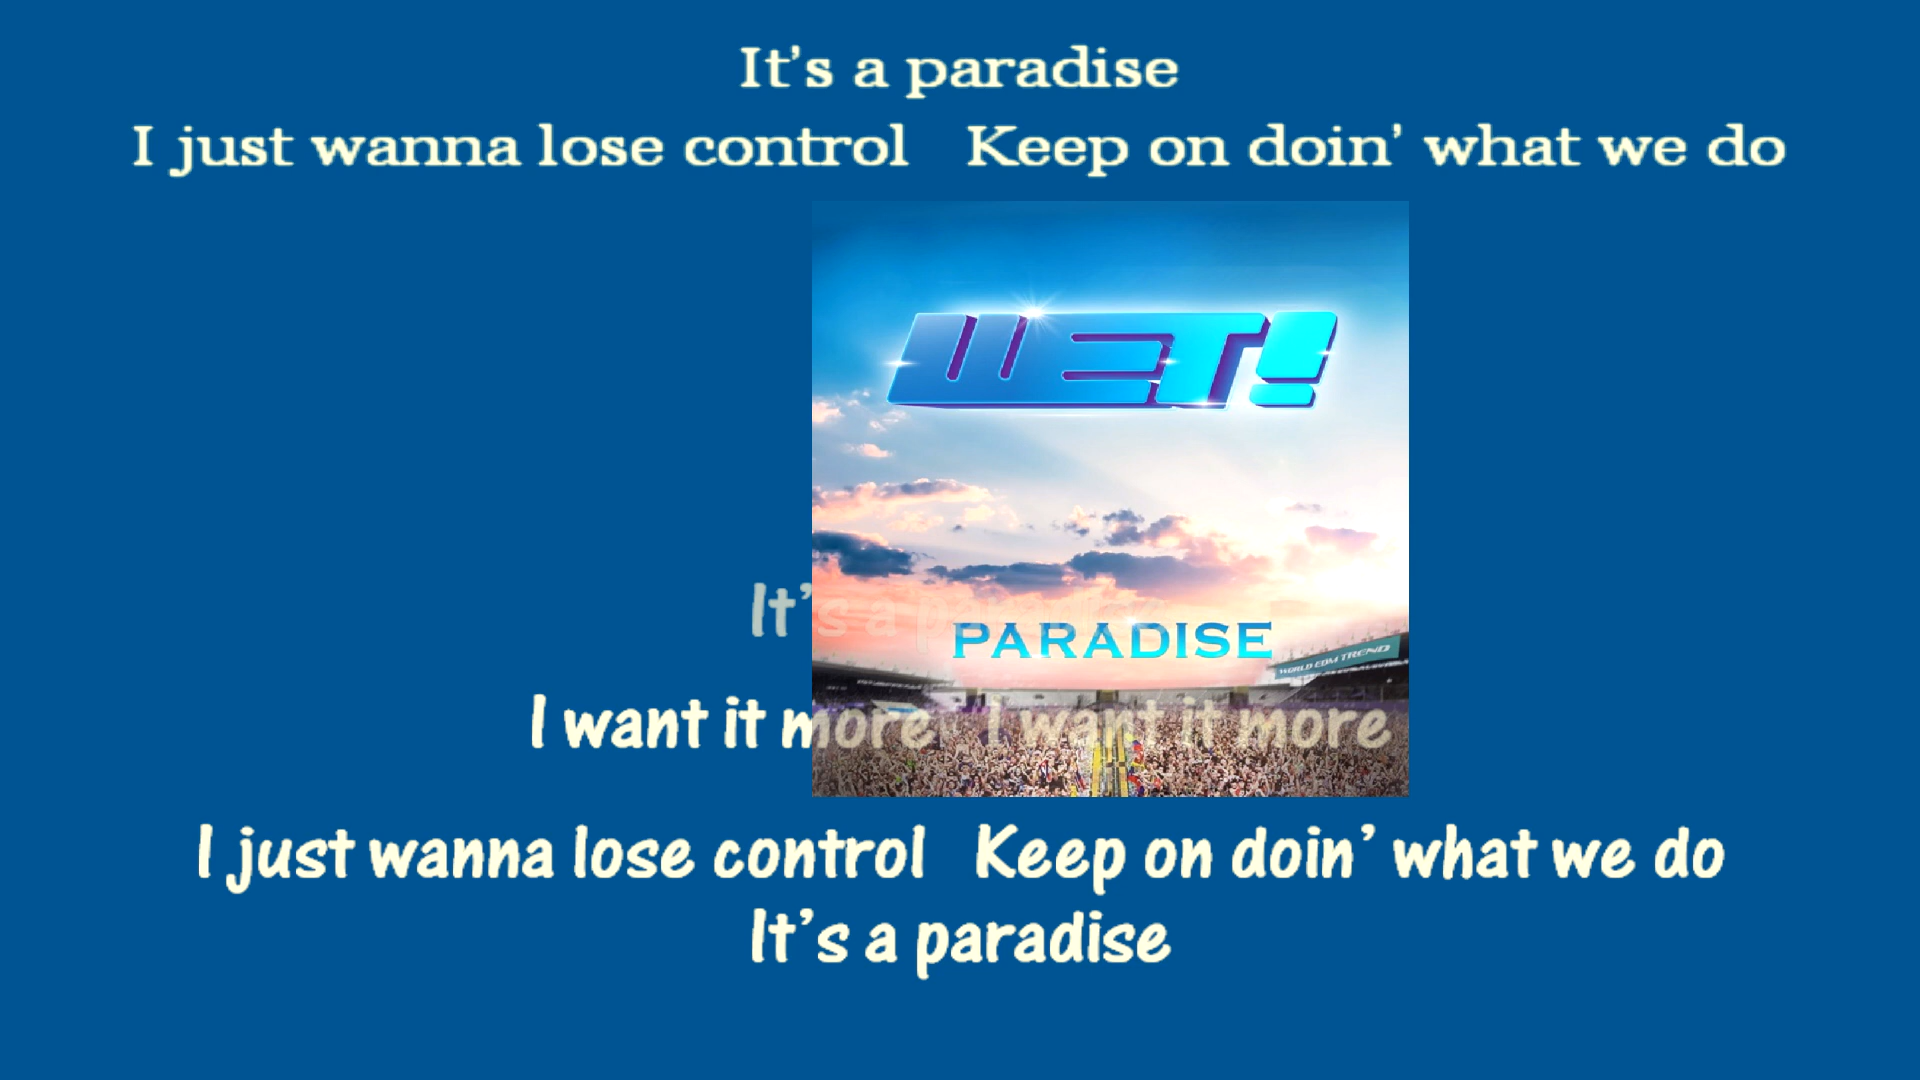 It's a paradise
I just wanna lose control   Keep on doin' what we do
WET!
It's a paradise
PARADISE
WORLD EDM TREND
I want it more   I want it more
I just wanna lose control   Keep on doin' what we do
It's a paradise